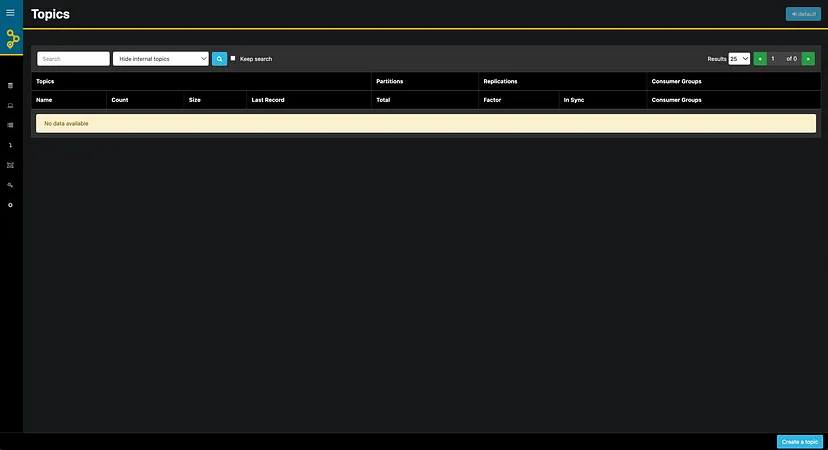 Topics
default
Search
Hide internal topics
Keep search
Results
25
«
1
of 0
»
Topics
Partitions
Replications
Consumer Groups
Name
Count
Size
Last Record
Total
Factor
In Sync
Consumer Groups
No data available
Create a topic